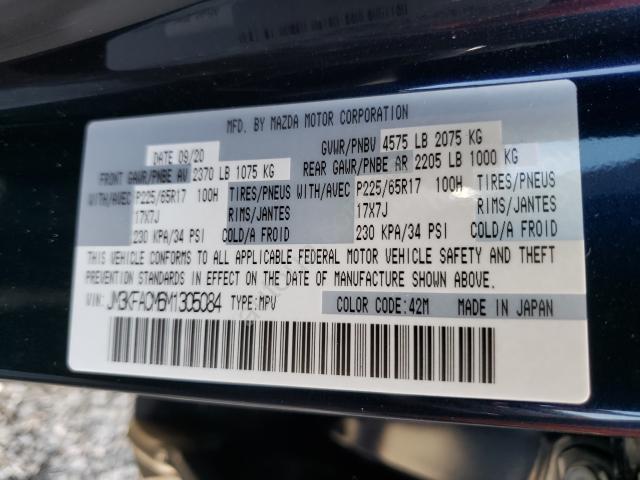 MFD. BY MAZDA MOTOR CORPORATION
DATE 09/20 GVWR/PNBV 4575 LB 2075 KG
FRONT GAWR/PNBE AV 2370 LB 1075 KG REAR GAWR/PNBE AR 2205 LB 1000 KG
WITH/AVEC P225/65R17 100H TIRES/PNEUS WITH/AVEC P225/65R17 100H TIRES/PNEUS
17X7J RIMS/JANTES 17X7J RIMS/JANTES
230 KPA/34 PSI COLD/A FROID 230 KPA/34 PSI COLD/A FROID
THIS VEHICLE CONFORMS TO ALL APPLICABLE FEDERAL MOTOR VEHICLE SAFETY AND THEFT
PREVENTION STANDARDS IN EFFECT ON THE DATE OF MANUFACTURE SHOWN ABOVE.
VIN: JM3KFACM6M1305084 TYPE: MPV COLOR CODE: 42M MADE IN JAPAN